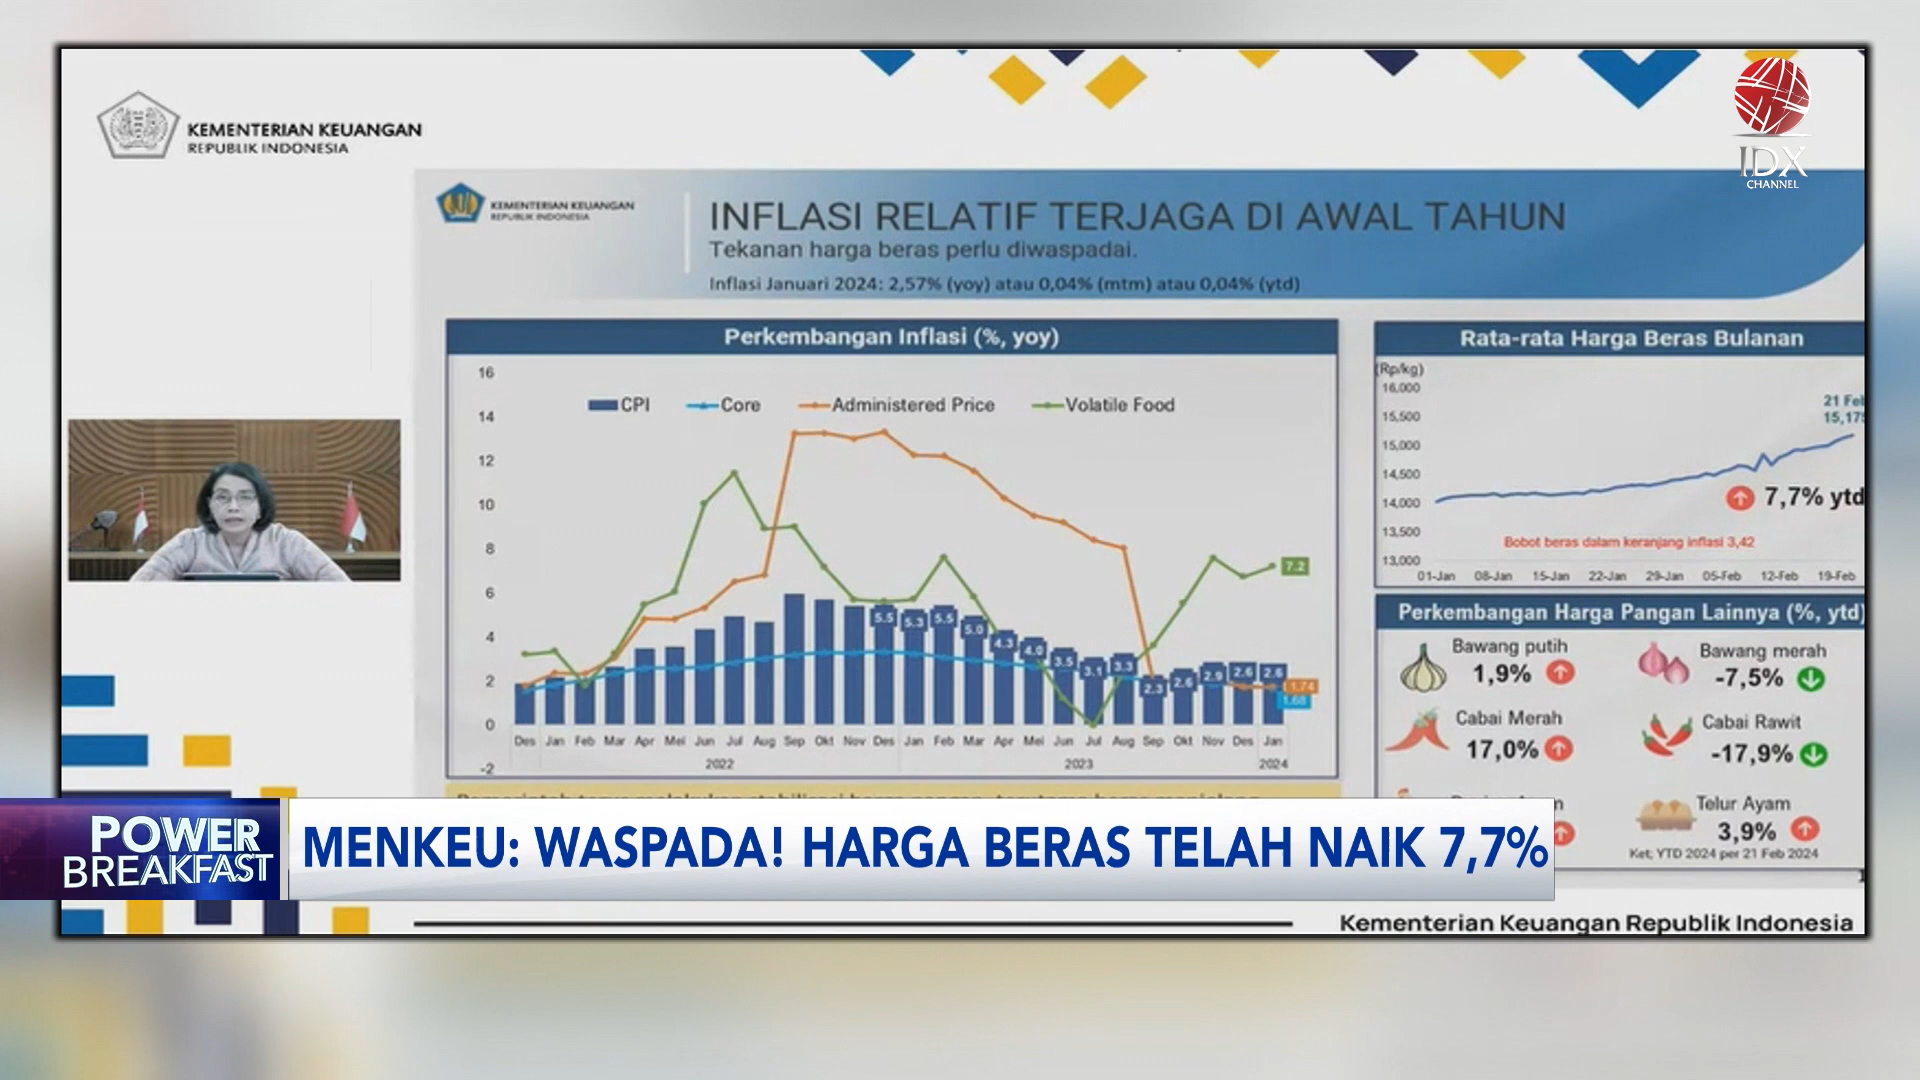 KEMENTERIAN KEUANGAN
REPUBLIK INDONESIA
IDX
CHANNEL
KEMENTERIAN KEUANGAN
REPUBLIK INDONESIA
INFLASI RELATIF TERJAGA DI AWAL TAHUN
Tekanan harga beras perlu diwaspadai.
Inflasi Januari 2024: 2,57% (yoy) atau 0,04% (mtm) atau 0,04% (ytd)
Perkembangan Inflasi (%, yoy)
16
14
12
10
8
6
4
2
0
-2
CPI Core Administered Price Volatile Food
7.2
5.5 5.3 5.5 5.0 4.3 4.0 3.5 3.1 3.3 2.3 2.6 2.9 2.6 2.6
1.74
1.68
Des Jan Feb Mar Apr Mei Jun Jul Aug Sep Okt Nov Des Jan Feb Mar Apr Mei Jun Jul Aug Sep Okt Nov Des Jan
2022 2023 2024
Rata-rata Harga Beras Bulanan
(Rp/kg)
16,000
15,500
15,000
14,500
14,000
13,500
13,000
21 Feb
15,175
7,7% ytd
Bobot beras dalam keranjang inflasi 3,42
01-Jan 08-Jan 15-Jan 22-Jan 29-Jan 05-Feb 12-Feb 19-Feb
Perkembangan Harga Pangan Lainnya (%, ytd)
Bawang putih
1,9%
Bawang merah
-7,5%
Cabai Merah
17,0%
Cabai Rawit
-17,9%
Telur Ayam
3,9%
Ket; YTD 2024 per 21 Feb 2024
POWER
BREAKFAST
MENKEU: WASPADA! HARGA BERAS TELAH NAIK 7,7%
Kementerian Keuangan Republik Indonesia